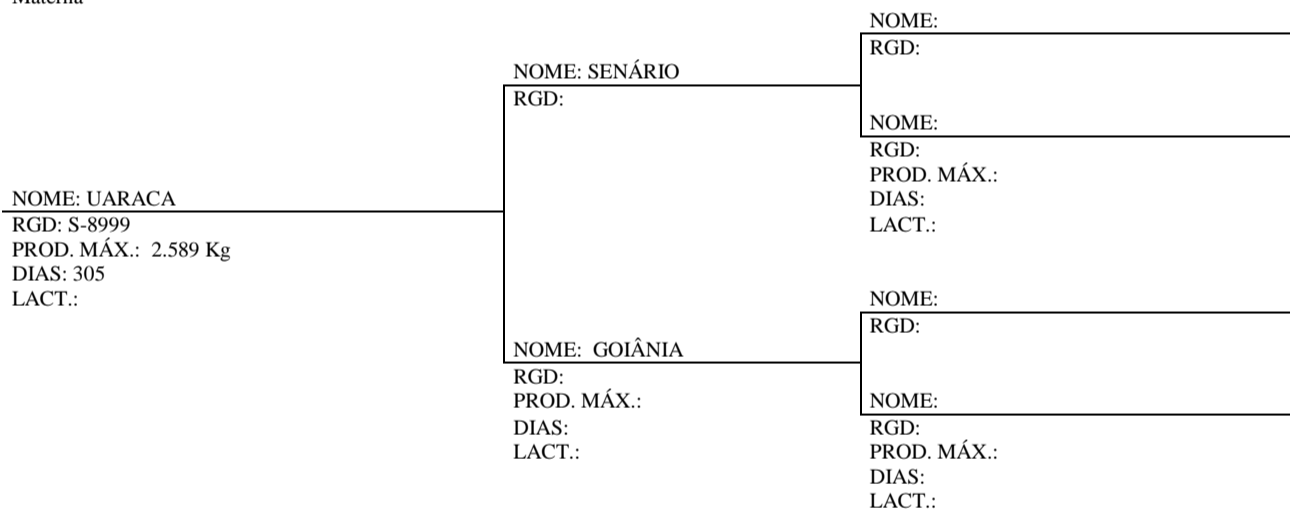 Materna
NOME: UARACA
RGD: S-8999
PROD. MÁX.: 2.589 Kg
DIAS: 305
LACT.:
NOME: SENÁRIO
RGD:
NOME: GOIÂNIA
RGD:
PROD. MÁX.:
DIAS:
LACT.:
NOME:
RGD:
NOME:
RGD:
PROD. MÁX.:
DIAS:
LACT.:
NOME:
RGD:
NOME:
RGD:
PROD. MÁX.:
DIAS:
LACT.: